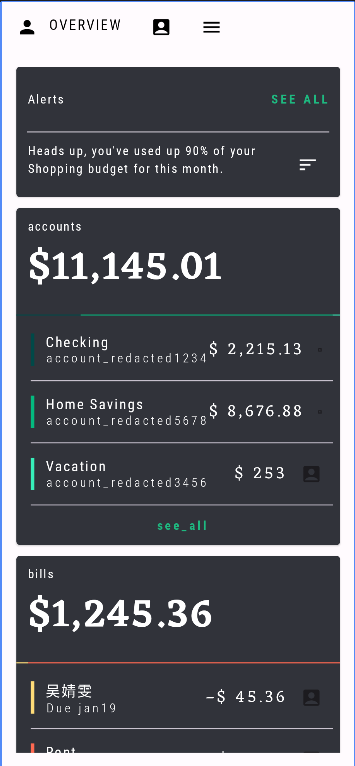 OVERVIEW
Alerts
SEE ALL
Heads up, you've used up 90% of your
Shopping budget for this month.
accounts
$11,145.01
Checking
account_redacted1234
$ 2,215.13
Home Savings
account_redacted5678
$ 8,676.88
Vacation
account_redacted3456
$ 253
see_all
bills
$1,245.36
吴婧雯
Due jan19
–$ 45.36